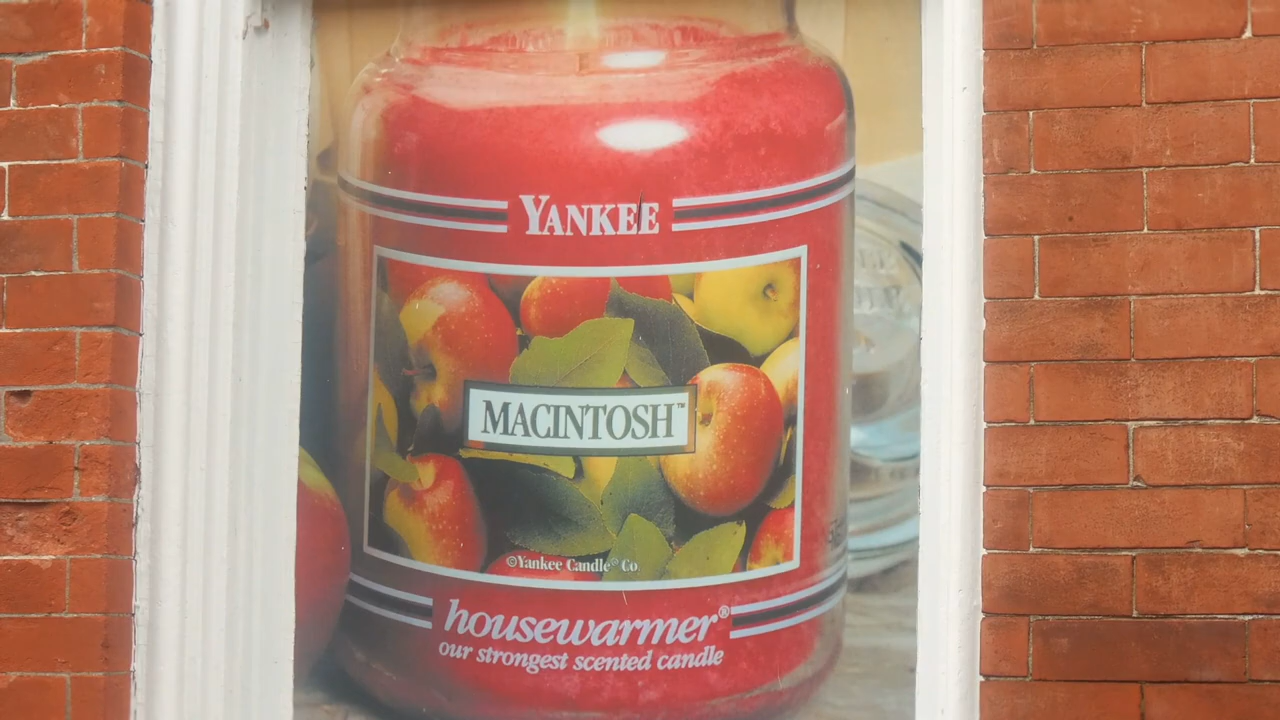 YANKEE
MACINTOSH™
©Yankee Candle® Co.
housewarmer®
our strongest scented candle